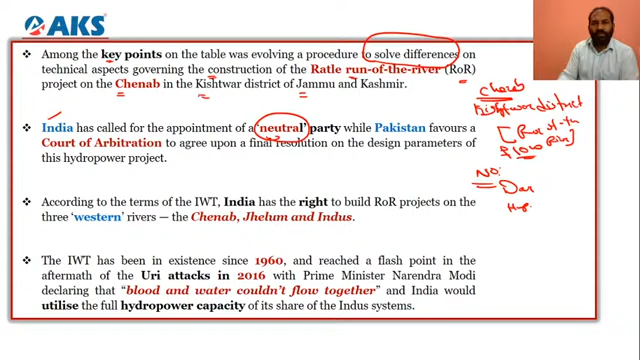 AKS
Among the key points on the table was evolving a procedure to solve differences on
technical aspects governing the construction of the Ratle run-of-the-river (RoR)
project on the Chenab in the Kishtwar district of Jammu and Kashmir.
India has called for the appointment of a 'neutral' party while Pakistan favours a
Court of Arbitration to agree upon a final resolution on the design parameters of
this hydropower project.
According to the terms of the IWT, India has the right to build RoR projects on the
three 'western' rivers — the Chenab, Jhelum and Indus.
The IWT has been in existence since 1960, and reached a flash point in the
aftermath of the Uri attacks in 2016 with Prime Minister Narendra Modi
declaring that "blood and water couldn't flow together" and India would
utilise the full hydropower capacity of its share of the Indus systems.
Chenab
district
NO: